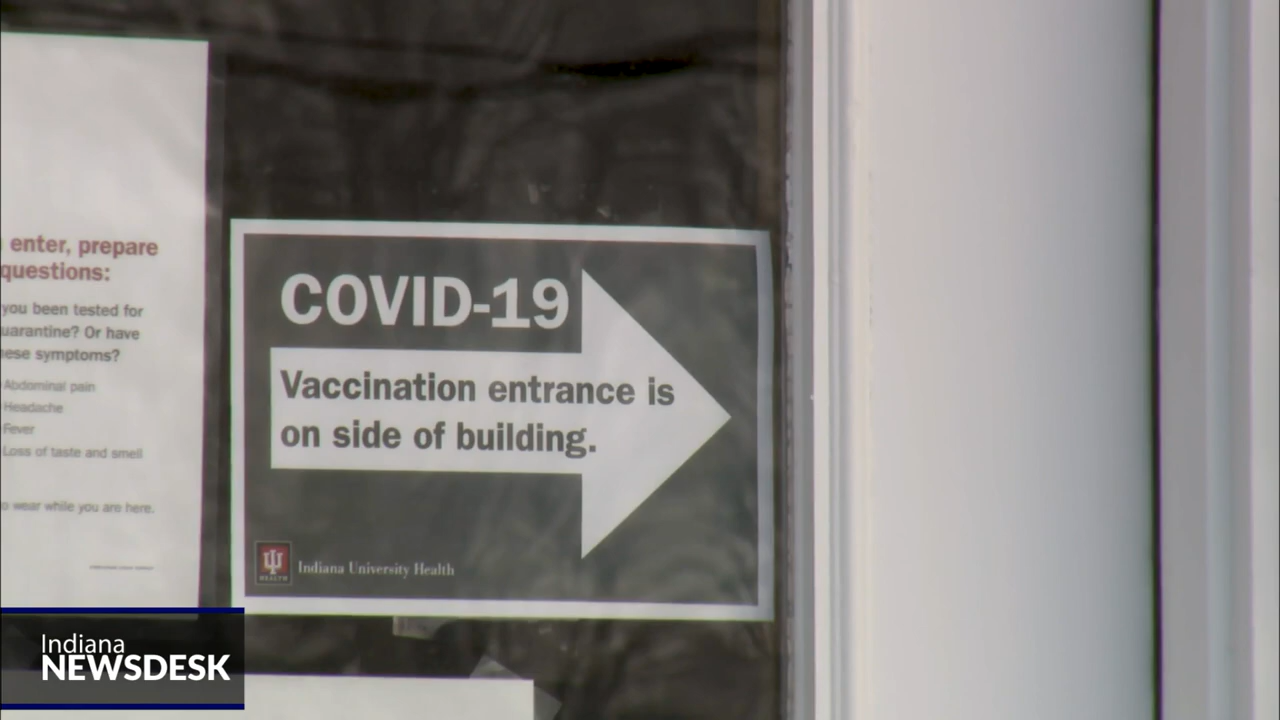 enter, prepare
questions:
you been tested for
uarantine? Or have
ese symptoms?
Abdominal pain
Headache
Fever
Loss of taste and smell
o wear while you are here.
COVID-19
Vaccination entrance is
on side of building.
HEALTH
Indiana University Health
Indiana
NEWSDESK